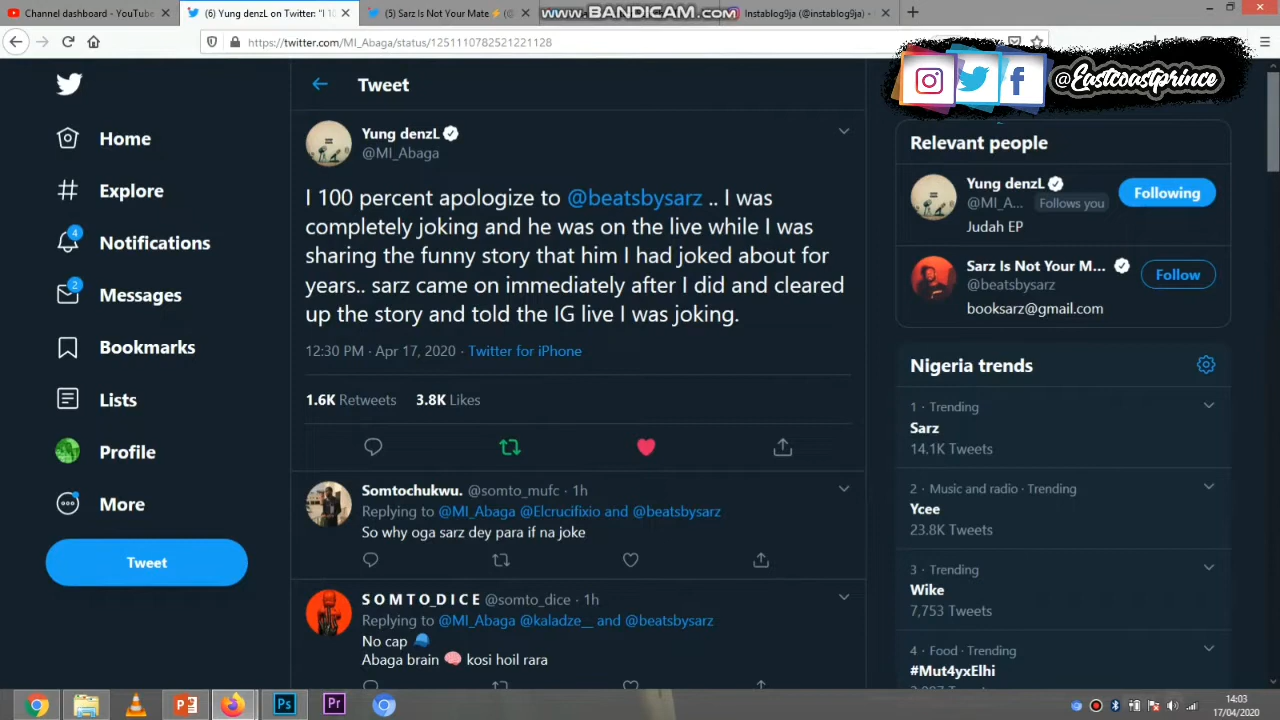 Channel dashboard - YouTube
(6) Yung denzL on Twitter: "I 10
(5) Sarz Is Not Your Mate⚡(@
WWW.BANDICAM.COM
Instablog9ja (@instablog9ja) •
https://twitter.com/MI_Abaga/status/1251110782521221128
@Eastcoastprince
Home
Explore
4
Notifications
2
Messages
Bookmarks
Lists
Profile
More
Tweet
Tweet
Yung denzL
@MI_Abaga
I 100 percent apologize to @beatsbysarz .. I was
completely joking and he was on the live while I was
sharing the funny story that him I had joked about for
years.. sarz came on immediately after I did and cleared
up the story and told the IG live I was joking.
12:30 PM · Apr 17, 2020 · Twitter for iPhone
1.6K Retweets 3.8K Likes
Somtochukwu. @somto_mufc · 1h
Replying to @MI_Abaga @Elcrucifixio and @beatsbysarz
So why oga sarz dey para if na joke
S O M T O_D I C E @somto_dice · 1h
Replying to @MI_Abaga @kaladze__ and @beatsbysarz
No cap 🧢
Abaga brain 🧠 kosi hoil rara
Relevant people
Yung denzL
@MI_A... Follows you
Following
Judah EP
Sarz Is Not Your M...
@beatsbysarz
Follow
booksarz@gmail.com
Nigeria trends
1 · Trending
Sarz
14.1K Tweets
2 · Music and radio · Trending
Ycee
23.8K Tweets
3 · Trending
Wike
7,753 Tweets
4 · Food · Trending
#Mut4yxElhi
14:03
17/04/2020